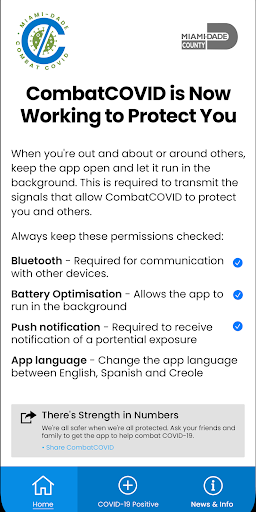 MIAMI-DADE
COMBAT COVID
MIAMI-DADE
COUNTY
CombatCOVID is Now
Working to Protect You
When you're out and about or around others,
keep the app open and let it run in the
background. This is required to transmit the
signals that allow CombatCOVID to protect
you and others.
Always keep these permissions checked:
Bluetooth - Required for communication
with other devices.
Battery Optimisation - Allows the app to
run in the background
Push notification - Required to receive
notification of a portential exposure
App language - Change the app language
between English, Spanish and Creole
There's Strength in Numbers
We're all safer when we're all protected. Ask your friends and
family to get the app to help combat COVID-19.
- Share CombatCOVID
Home
COVID-19 Positive
News & Info